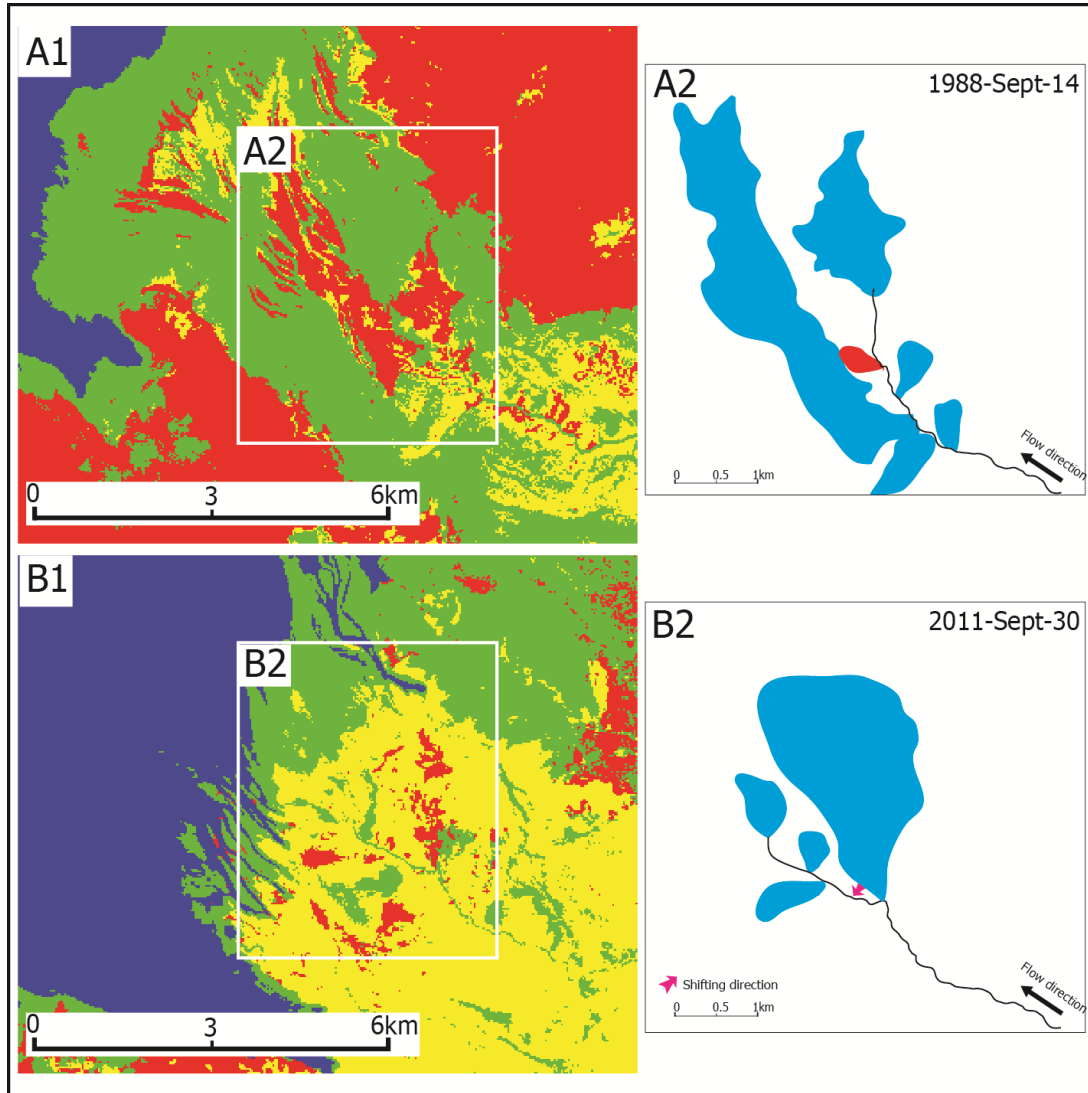 A1
A2
0 3 6km
A2 1988-Sept-14
Flow direction
0 0.5 1km
B1
B2
0 3 6km
B2 2011-Sept-30
Shifting direction
Flow direction
0 0.5 1km